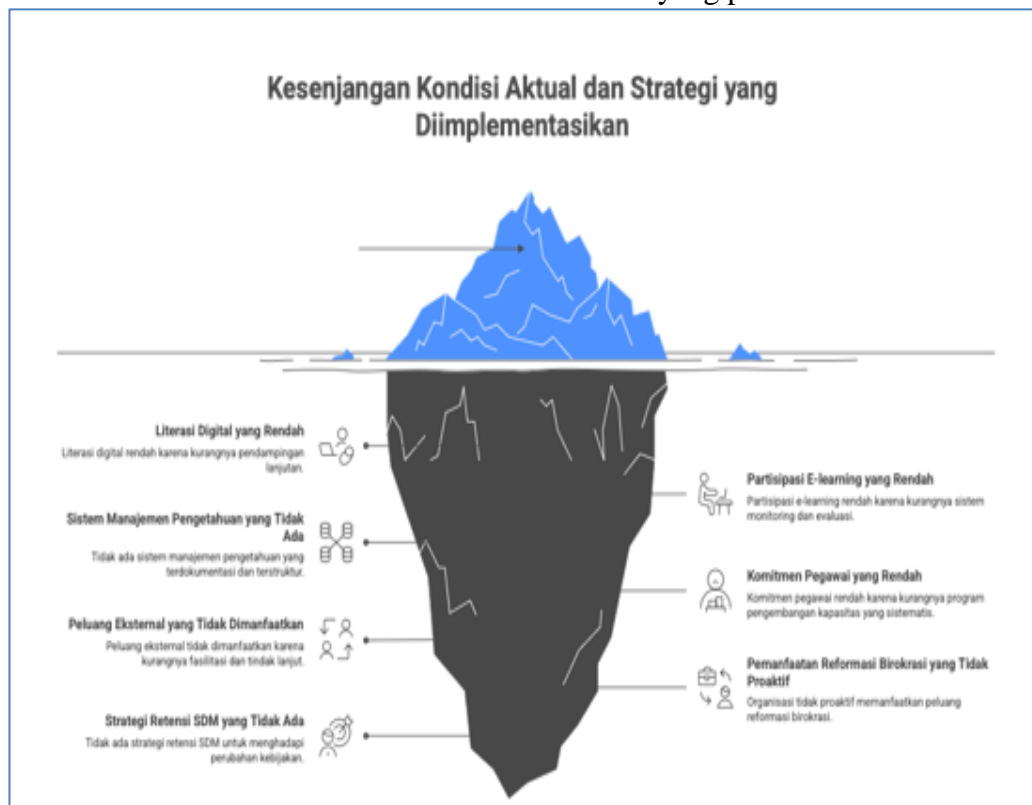 Kesenjangan Kondisi Aktual dan Strategi yang
Diimplementasikan
Literasi Digital yang Rendah
Literasi digital rendah karena kurangnya pendampingan
lanjutan.
Sistem Manajemen Pengetahuan yang Tidak
Ada
Tidak ada sistem manajemen pengetahuan yang
terdokumentasi dan terstruktur.
Peluang Eksternal yang Tidak Dimanfaatkan
Peluang eksternal tidak dimanfaatkan karena
kurangnya fasilitasi dan tindak lanjut.
Strategi Retensi SDM yang Tidak Ada
Tidak ada strategi retensi SDM untuk menghadapi
perubahan kebijakan.
Partisipasi E-learning yang Rendah
Partisipasi e-learning rendah karena kurangnya sistem
monitoring dan evaluasi.
Komitmen Pegawai yang Rendah
Komitmen pegawai rendah karena kurangnya program
pengembangan kapasitas yang sistematis.
Pemanfaatan Reformasi Birokrasi yang Tidak
Proaktif
Organisasi tidak proaktif memanfaatkan peluang
reformasi birokrasi.